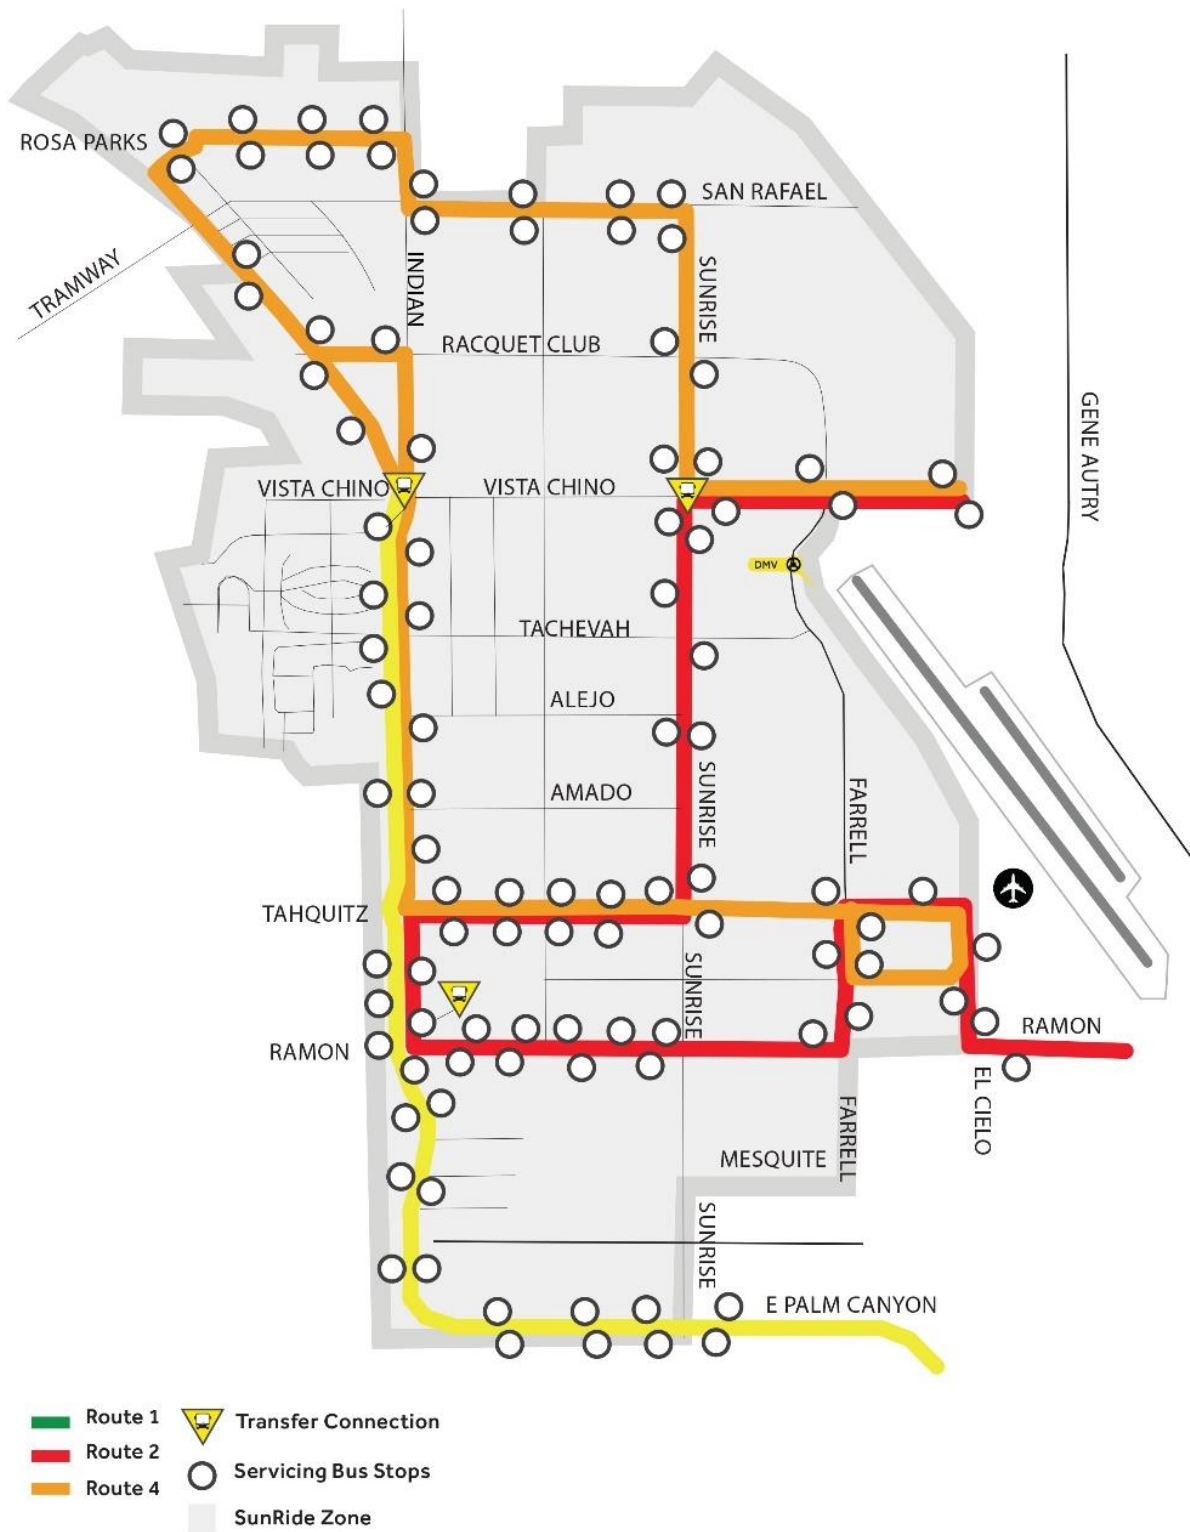 ROSA PARKS
SAN RAFAEL
TRAMWAY
INDIAN
SUNRISE
RACQUET CLUB
GENE AUTRY
VISTA CHINO
VISTA CHINO
DMV
TACHEVAH
ALEJO
SUNRISE
AMADO
FARRELL
TAHQUITZ
SUNRISE
RAMON
RAMON
EL CIELO
FARRELL
MESQUITE
SUNRISE
E PALM CANYON
Route 1
Transfer Connection
Route 2
Servicing Bus Stops
Route 4
SunRide Zone